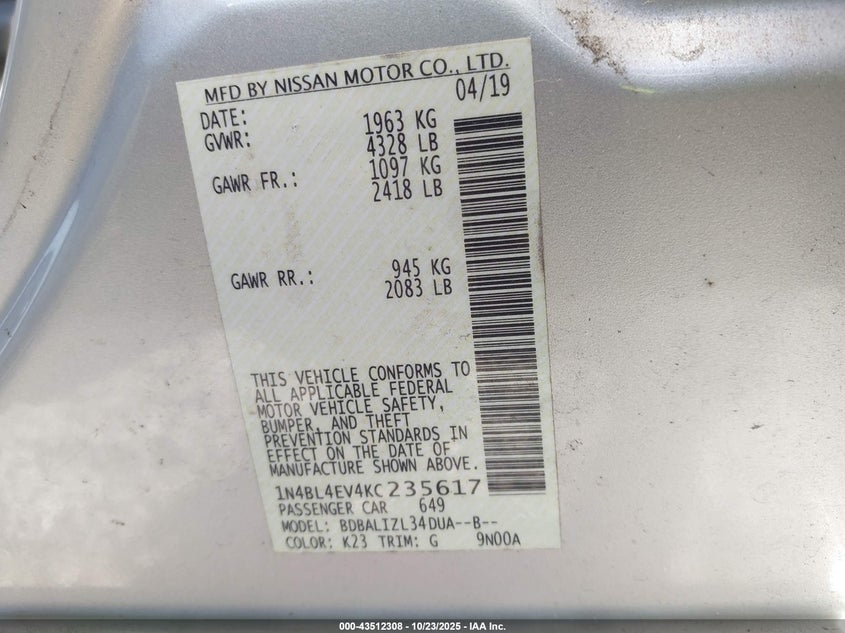 MFD BY NISSAN MOTOR CO., LTD.
DATE: 04/19
GVWR: 1963 KG
4328 LB
GAWR FR.: 1097 KG
2418 LB
GAWR RR.: 945 KG
2083 LB
THIS VEHICLE CONFORMS TO
ALL APPLICABLE FEDERAL
MOTOR VEHICLE SAFETY,
BUMPER, AND THEFT
PREVENTION STANDARDS IN
EFFECT ON THE DATE OF
MANUFACTURE SHOWN ABOVE.
1N4BL4EV4KC235617
PASSENGER CAR 649
MODEL: BDBALIZL34DUA--B--
COLOR: K23 TRIM: G 9N00A
000-43512308 - 10/23/2025 - IAA Inc.